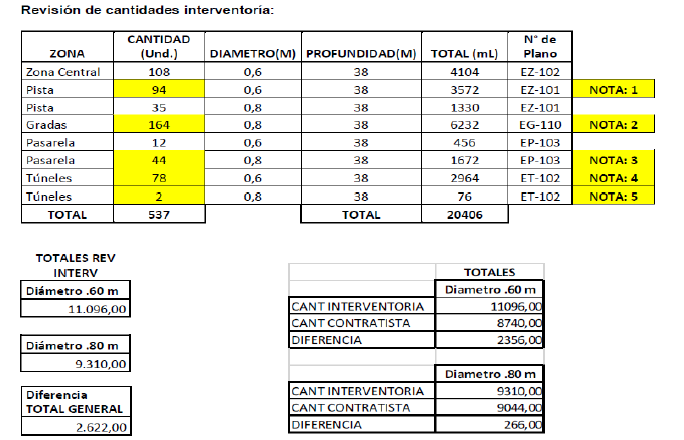 Revisión de cantidades interventoría:
ZONA CANTIDAD (Und.) DIAMETRO(M) PROFUNDIDAD(M) TOTAL (mL) N° de Plano
Zona Central 108 0,6 38 4104 EZ-102
Pista 94 0,6 38 3572 EZ-101 NOTA: 1
Pista 35 0,8 38 1330 EZ-101
Gradas 164 0,8 38 6232 EG-110 NOTA: 2
Pasarela 12 0,6 38 456 EP-103
Pasarela 44 0,8 38 1672 EP-103 NOTA: 3
Túneles 78 0,6 38 2964 ET-102 NOTA: 4
Túneles 2 0,8 38 76 ET-102 NOTA: 5
TOTAL 537 TOTAL 20406
TOTALES REV
INTERV
Diámetro .60 m
11.096,00
Diámetro .80 m
9.310,00
Diferencia
TOTAL GENERAL
2.622,00
TOTALES
Diametro .60 m
CANT INTERVENTORIA 11096,00
CANT CONTRATISTA 8740,00
DIFERENCIA 2356,00
Diametro .80 m
CANT INTERVENTORIA 9310,00
CANT CONTRATISTA 9044,00
DIFERENCIA 266,00